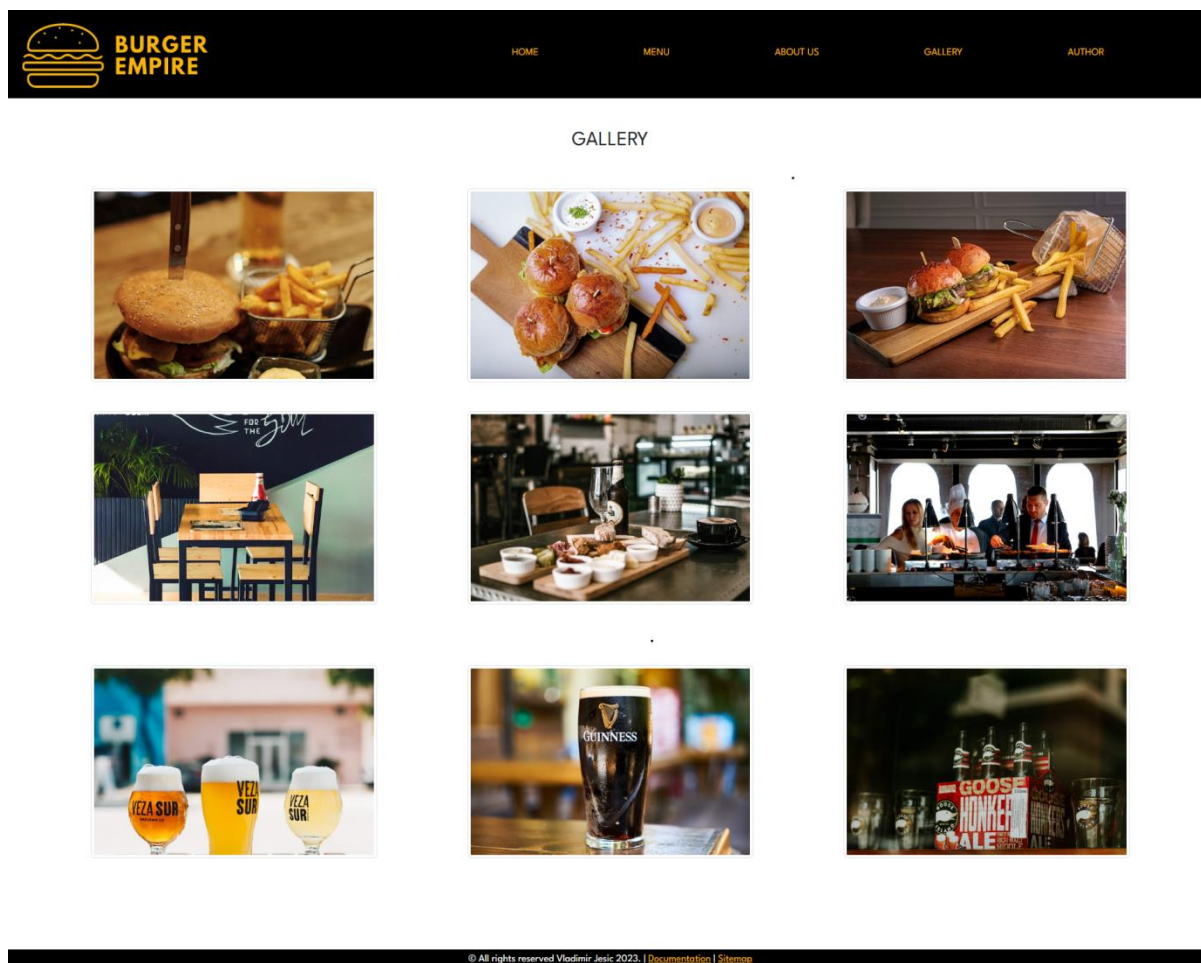 BURGER
EMPIRE
HOME
MENU
ABOUT US
GALLERY
AUTHOR
GALLERY
FOR
THE
VEZA SUR
VEZA
SUR
VEZA
SUR
GUINNESS
GOOSE
HONKER
ALE
MIDDLE
© All rights reserved Vladimir Jesic 2023. | Documentation | Sitemap